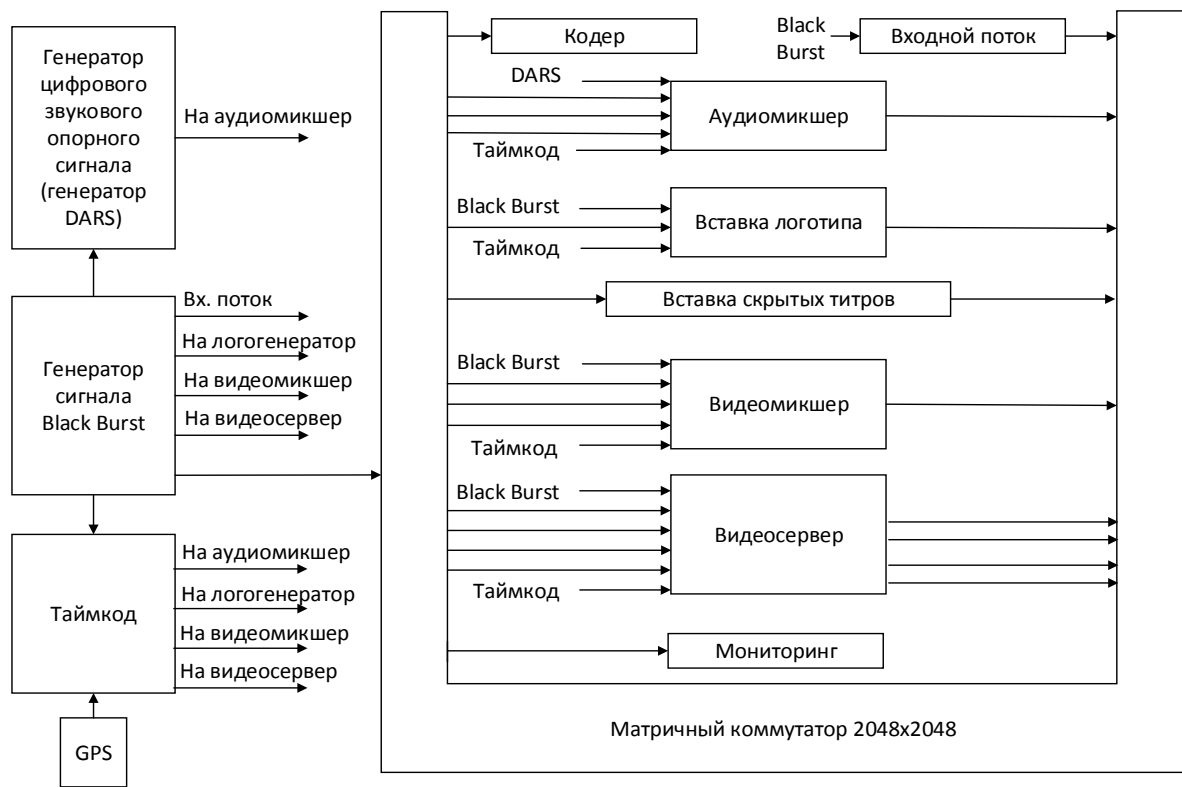 Генератор
цифрового
звукового
опорного
сигнала
(генератор
DARS)
На аудиомикшер
Генератор
сигнала
Black Burst
Вх. поток
На логогенератор
На видеомикшер
На видеосервер
Таймкод
На аудиомикшер
На логогенератор
На видеомикшер
На видеосервер
GPS
Кодер
Black
Burst
Входной поток
DARS
Аудиомикшер
Таймкод
Black Burst
Вставка логотипа
Таймкод
Вставка скрытых титров
Black Burst
Видеомикшер
Таймкод
Black Burst
Видеосервер
Таймкод
Мониторинг
Матричный коммутатор 2048x2048